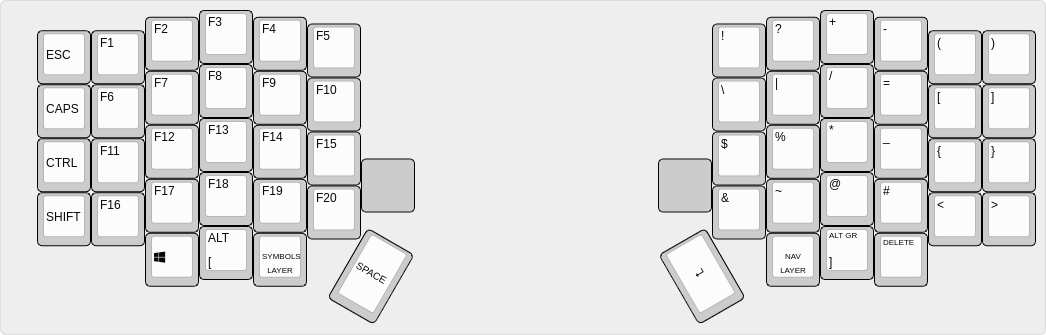 ESC F1 F2 F3 F4 F5 ! ? + - ( )
CAPS F6 F7 F8 F9 F10 \ | / = [ ]
CTRL F11 F12 F13 F14 F15 $ % * – { }
SHIFT F16 F17 F18 F19 F20 & ~ @ # < >
ALT
[
SYMBOLS
LAYER
SPACE
↵
NAV
LAYER
ALT GR
]
DELETE